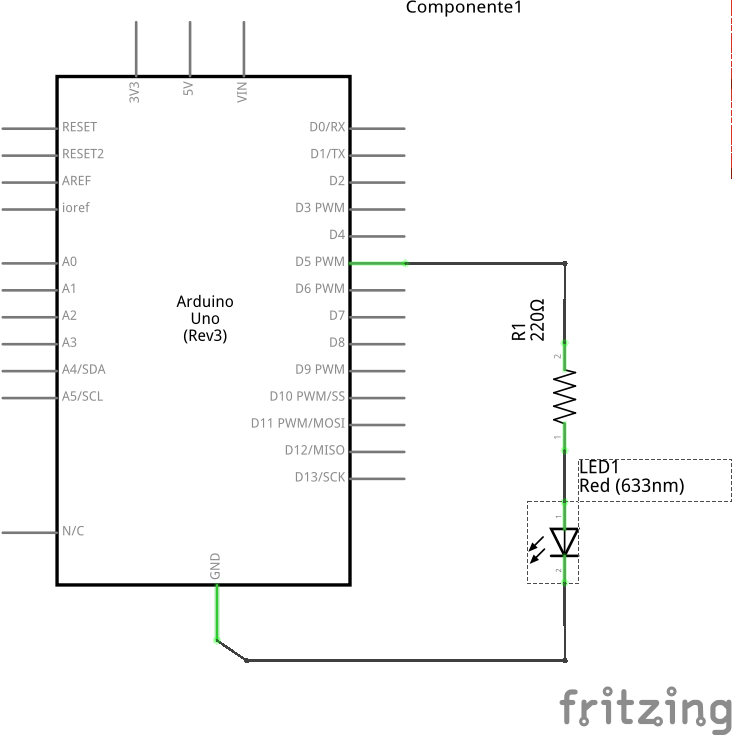 Componente1
3V3
5V
VIN
RESET
RESET2
AREF
ioref
A0
A1
A2
A3
A4/SDA
A5/SCL
N/C
Arduino
Uno
(Rev3)
D0/RX
D1/TX
D2
D3 PWM
D4
D5 PWM
D6 PWM
D7
D8
D9 PWM
D10 PWM/SS
D11 PWM/MOSI
D12/MISO
D13/SCK
GND
R1
220Ω
2
1
LED1
Red (633nm)
1
2
fritzing